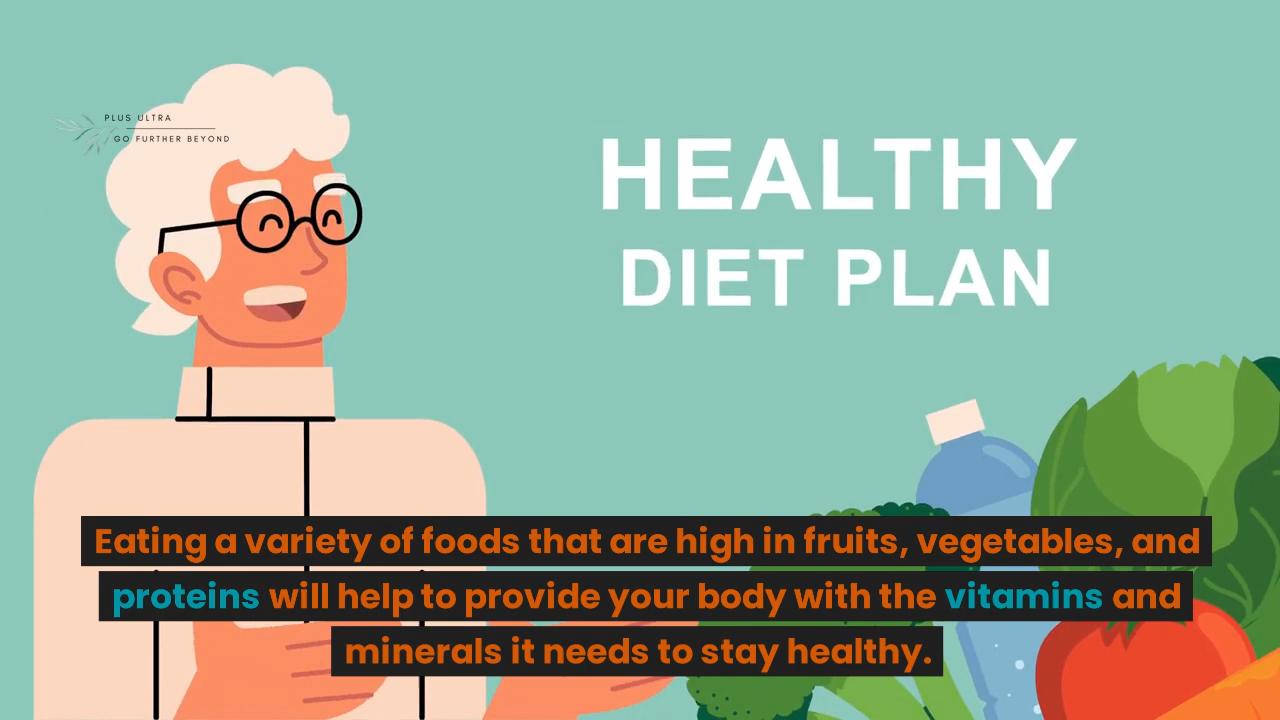 PLUS ULTRA
GO FURTHER BEYOND
HEALTHY
DIET PLAN
Eating a variety of foods that are high in fruits, vegetables, and
proteins will help to provide your body with the vitamins and
minerals it needs to stay healthy.